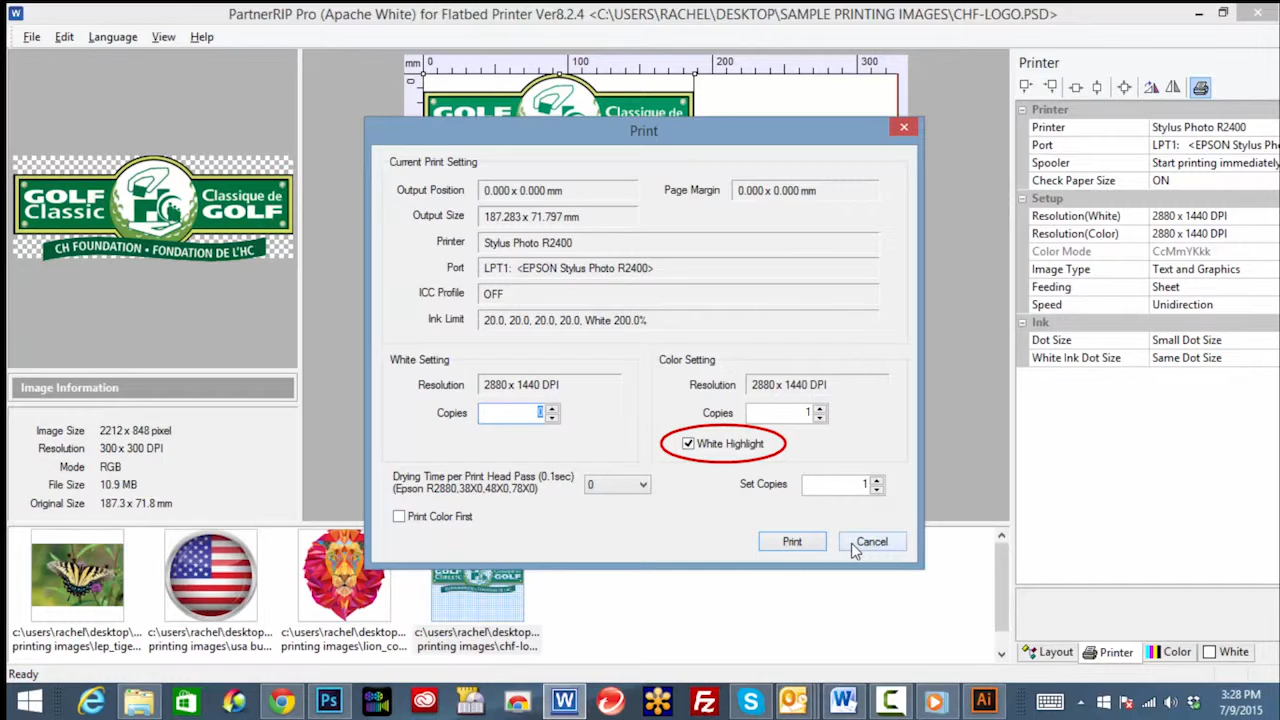 PartnerRIP Pro (Apache White) for Flatbed Printer Ver8.2.4 <C:\USERS\RACHEL\DESKTOP\SAMPLE PRINTING IMAGES\CHF-LOGO.PSD>
File Edit Language View Help
mm 0 100 200 300
0
GOLF GOLF
GOLF Classic
Classique de GOLF
CH FOUNDATION • FONDATION DE L'HC
Image Information
Image Size 2212 x 848 pixel
Resolution 300 x 300 DPI
Mode RGB
File Size 10.9 MB
Original Size 187.3 x 71.8 mm
Print
Current Print Setting
Output Position 0.000 x 0.000 mm Page Margin 0.000 x 0.000 mm
Output Size 187.283 x 71.797 mm
Printer Stylus Photo R2400
Port LPT1: <EPSON Stylus Photo R2400>
ICC Profile OFF
Ink Limit 20.0, 20.0, 20.0, 20.0, White 200.0%
White Setting
Resolution 2880 x 1440 DPI
Copies 0
Color Setting
Resolution 2880 x 1440 DPI
Copies 1
White Highlight
Drying Time per Print Head Pass (0.1sec)
(Epson R2880,38X0,48X0,78X0) 0
Set Copies 1
Print Color First
Print Cancel
Printer
Printer
Printer Stylus Photo R2400
Port LPT1: <EPSON Stylus Ph
Spooler Start printing immediately
Check Paper Size ON
Setup
Resolution(White) 2880 x 1440 DPI
Resolution(Color) 2880 x 1440 DPI
Color Mode CcMmYKkk
Image Type Text and Graphics
Feeding Sheet
Speed Unidirection
Ink
Dot Size Small Dot Size
White Ink Dot Size Same Dot Size
c:\users\rachel\desktop\...
printing images\lep_tige...
c:\users\rachel\desktop...
printing images\usa bu...
c:\users\rachel\desktop...
printing images\lion_co...
GOLF GOLF
c:\users\rachel\desktop...
printing images\chf-lo...
Layout Printer Color White
Ready
3:28 PM
7/9/2015